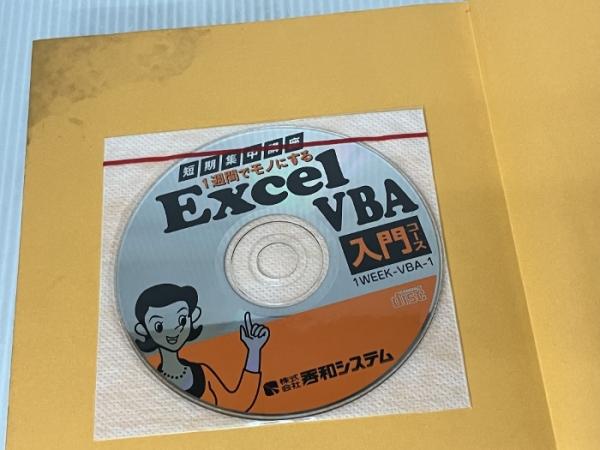 短期集中講座
1週間でモノにする
Excel
VBA
入門コース
1WEEK-VBA-1
disc
株式会社 秀和システム